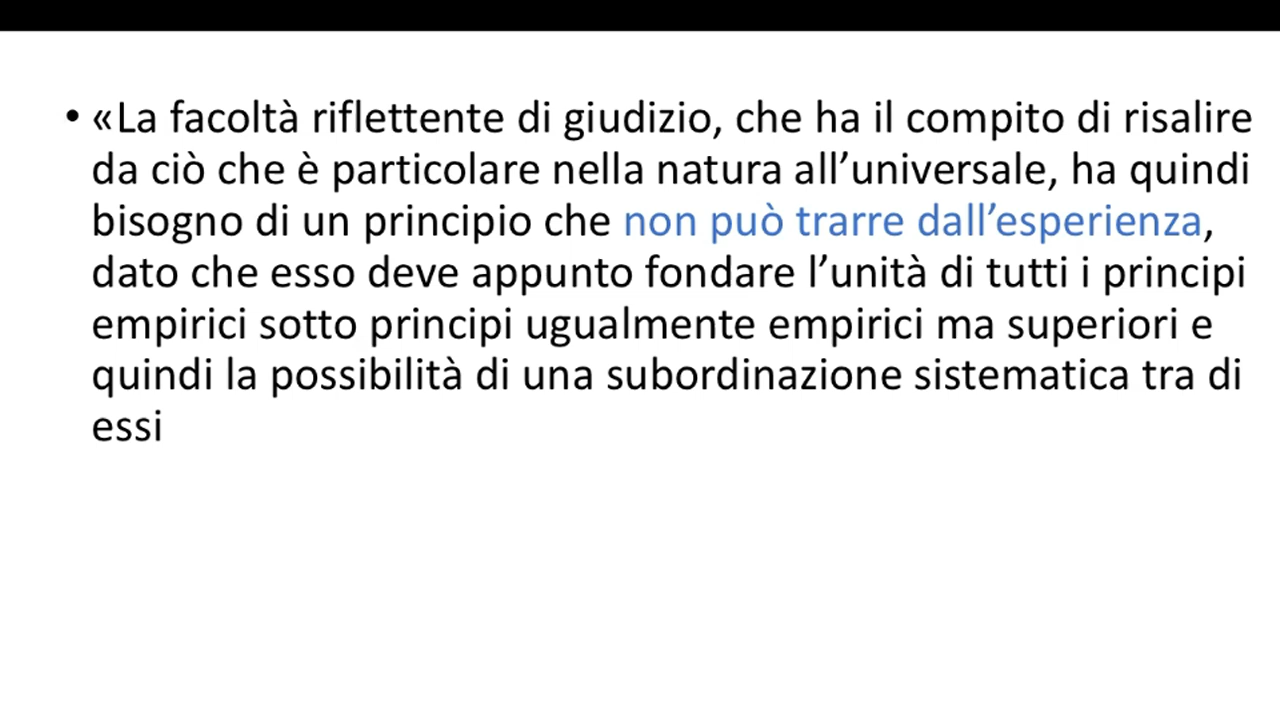 • «La facoltà riflettente di giudizio, che ha il compito di risalire
da ciò che è particolare nella natura all’universale, ha quindi
bisogno di un principio che non può trarre dall’esperienza,
dato che esso deve appunto fondare l’unità di tutti i principi
empirici sotto principi ugualmente empirici ma superiori e
quindi la possibilità di una subordinazione sistematica tra di
essi